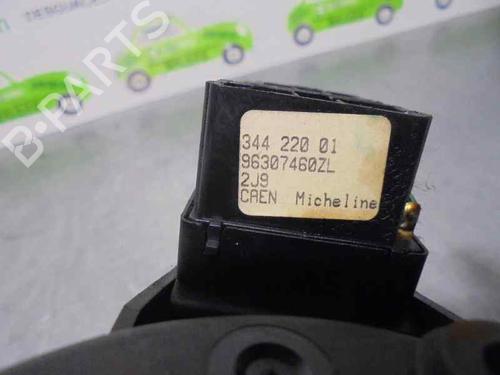 B-PARTS
344 220 01
96307460ZL
2J9
CAEN Micheline